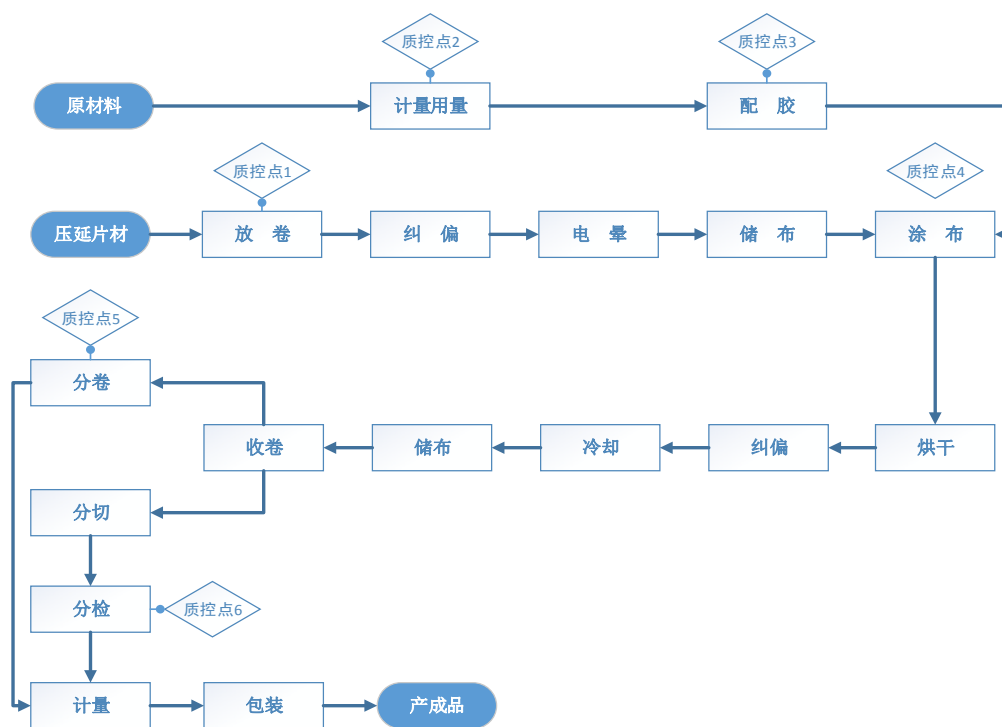 质控点2
质控点3
原材料
计量用量
配 胶
质控点1
质控点4
压延片材
放 卷
纠 偏
电 晕
储 布
涂 布
质控点5
分卷
收卷
储布
冷却
纠偏
烘干
分切
分检
质控点6
计量
包装
产成品